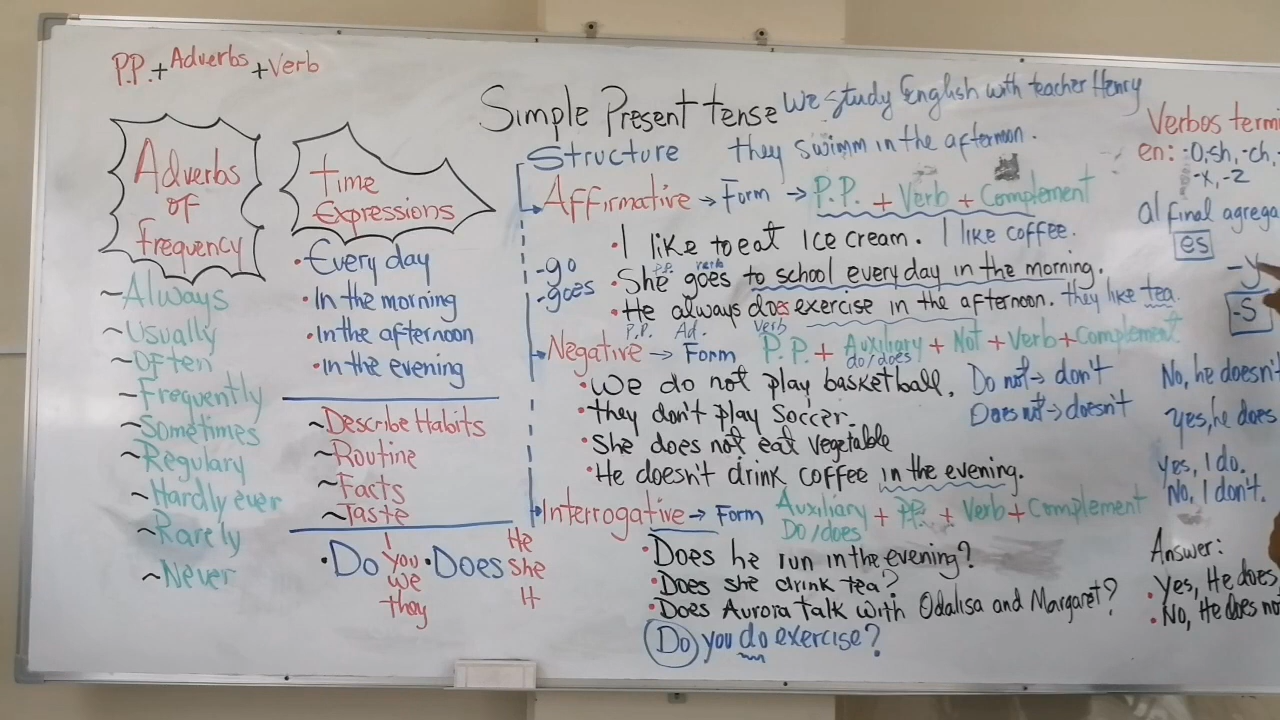 P.P. + Adverbs + Verb
Adverbs
of
frequency
~Always
~Usually
~Often
~Frequently
~Sometimes
~Regulary
~Hardly ever
~Rarely
~Never
Time
Expressions
•Every day
•In the morning
•In the afternoon
•In the evening
~Describe Habits
~Routine
~Facts
~Taste
•Do
I
you
we
they
•Does
He
she
It
Simple Present tense
We study English with teacher Henry
Structure
they swimm in the afternoon.
Affirmative → Form → P.P. + Verb + Complement
•I like to eat Ice cream. I like coffee.
P.P. verb
-go
-goes
•She goes to school every day in the morning.
•He always does exercise in the afternoon. they like tea.
P.P. Ad. Verb
Negative → Form P.P. + Auxiliary + Not + Verb + Complement
do/does
•We do not play basketball. Do not → don't
•they don't play Soccer. Does not → doesn't
•She does not eat vegetable
•He doesn't drink coffee in the evening.
Interrogative → Form Auxiliary + P.P. + Verb + Complement
Do/does
•Does he run in the evening?
•Does she drink tea?
•Does Aurora talk with Odalisa and Margaret?
Do you do exercise?
Verbos termi
en: -O, sh, -ch,
-x, -z
al final agrega
es
-y
-s
No, he doesn't
yes, he does
yes, I do.
No, I don't.
Answer:
•Yes, He does,
•No, He does not